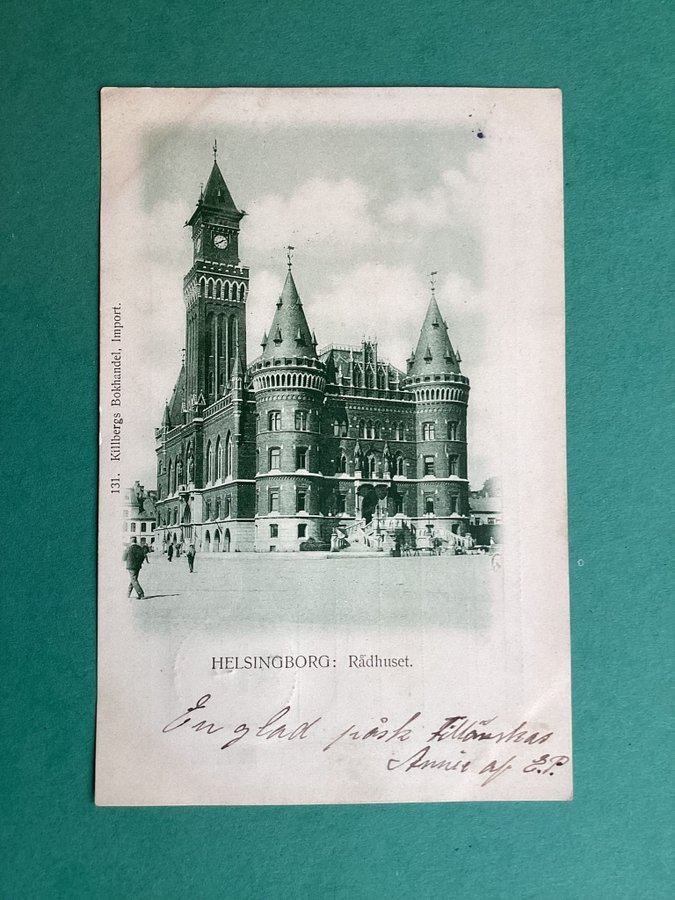 131. Killbergs Bokhandel, Import.
HELSINGBORG: Rådhuset.
En glad påsk tillönskas
Annie af E.P.